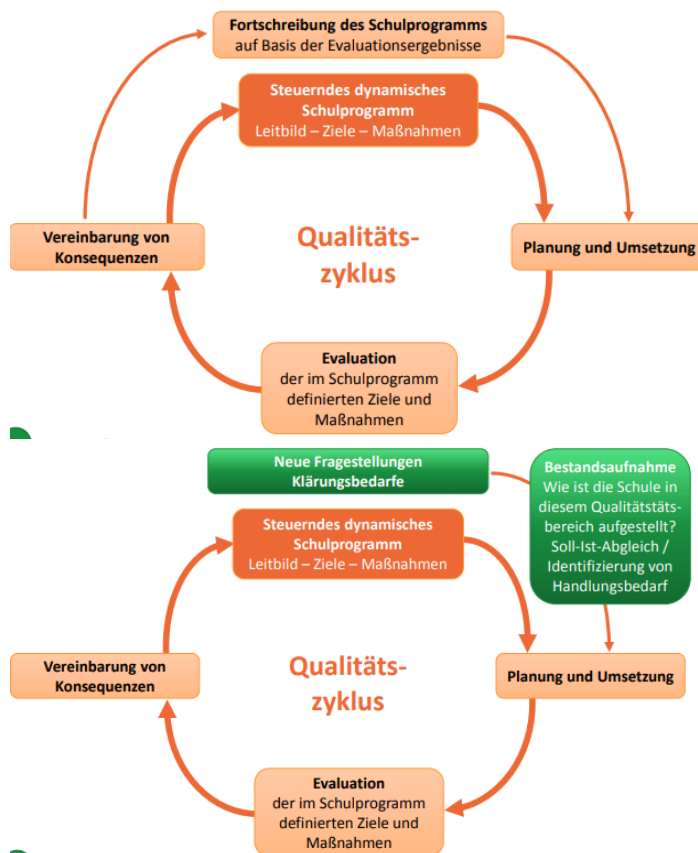 Fortschreibung des Schulprogramms
auf Basis der Evaluationsergebnisse
Steuerndes dynamisches
Schulprogramm
Leitbild – Ziele – Maßnahmen
Vereinbarung von
Konsequenzen
Qualitäts-
zyklus
Planung und Umsetzung
Evaluation
der im Schulprogramm
definierten Ziele und
Maßnahmen
Neue Fragestellungen
Klärungsbedarfe
Bestandsaufnahme
Wie ist die Schule in
diesem Qualitätstäts-
bereich aufgestellt?
Soll-Ist-Abgleich /
Identifizierung von
Handlungsbedarf
Steuerndes dynamisches
Schulprogramm
Leitbild – Ziele – Maßnahmen
Vereinbarung von
Konsequenzen
Qualitäts-
zyklus
Planung und Umsetzung
Evaluation
der im Schulprogramm
definierten Ziele und
Maßnahmen